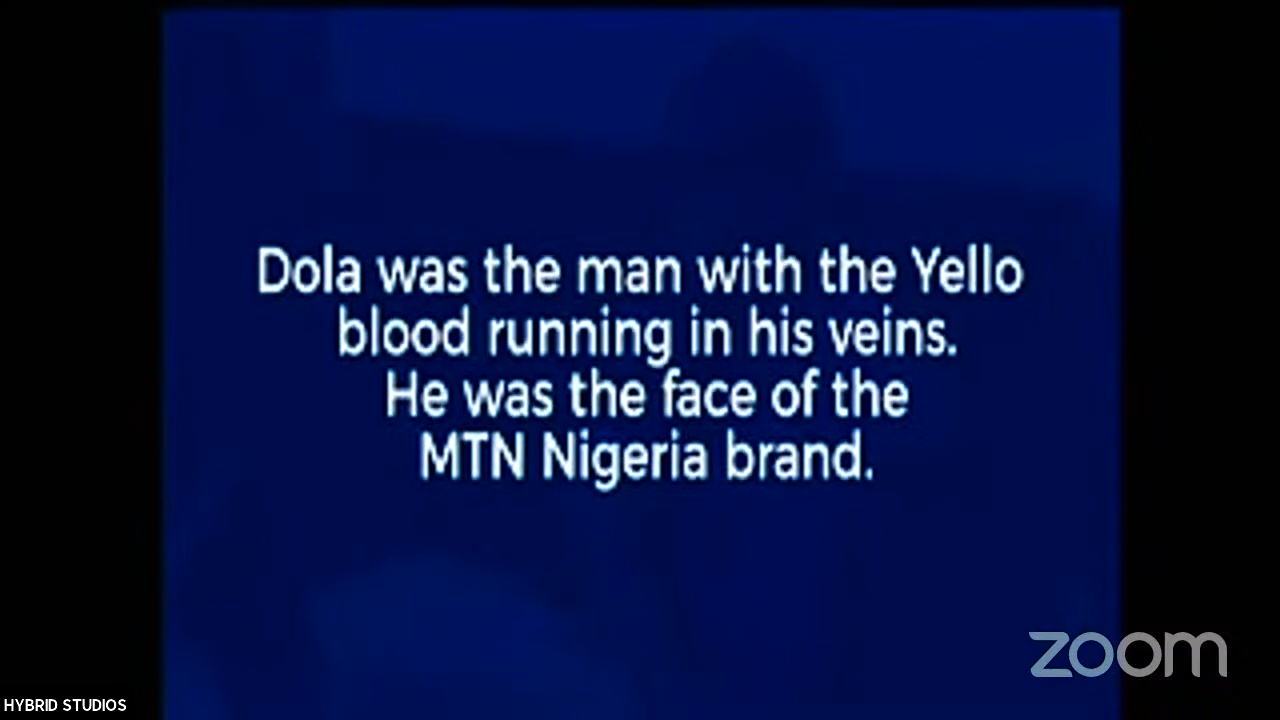 Dola was the man with the Yello
blood running in his veins.
He was the face of the
MTN Nigeria brand.
zoom
HYBRID STUDIOS